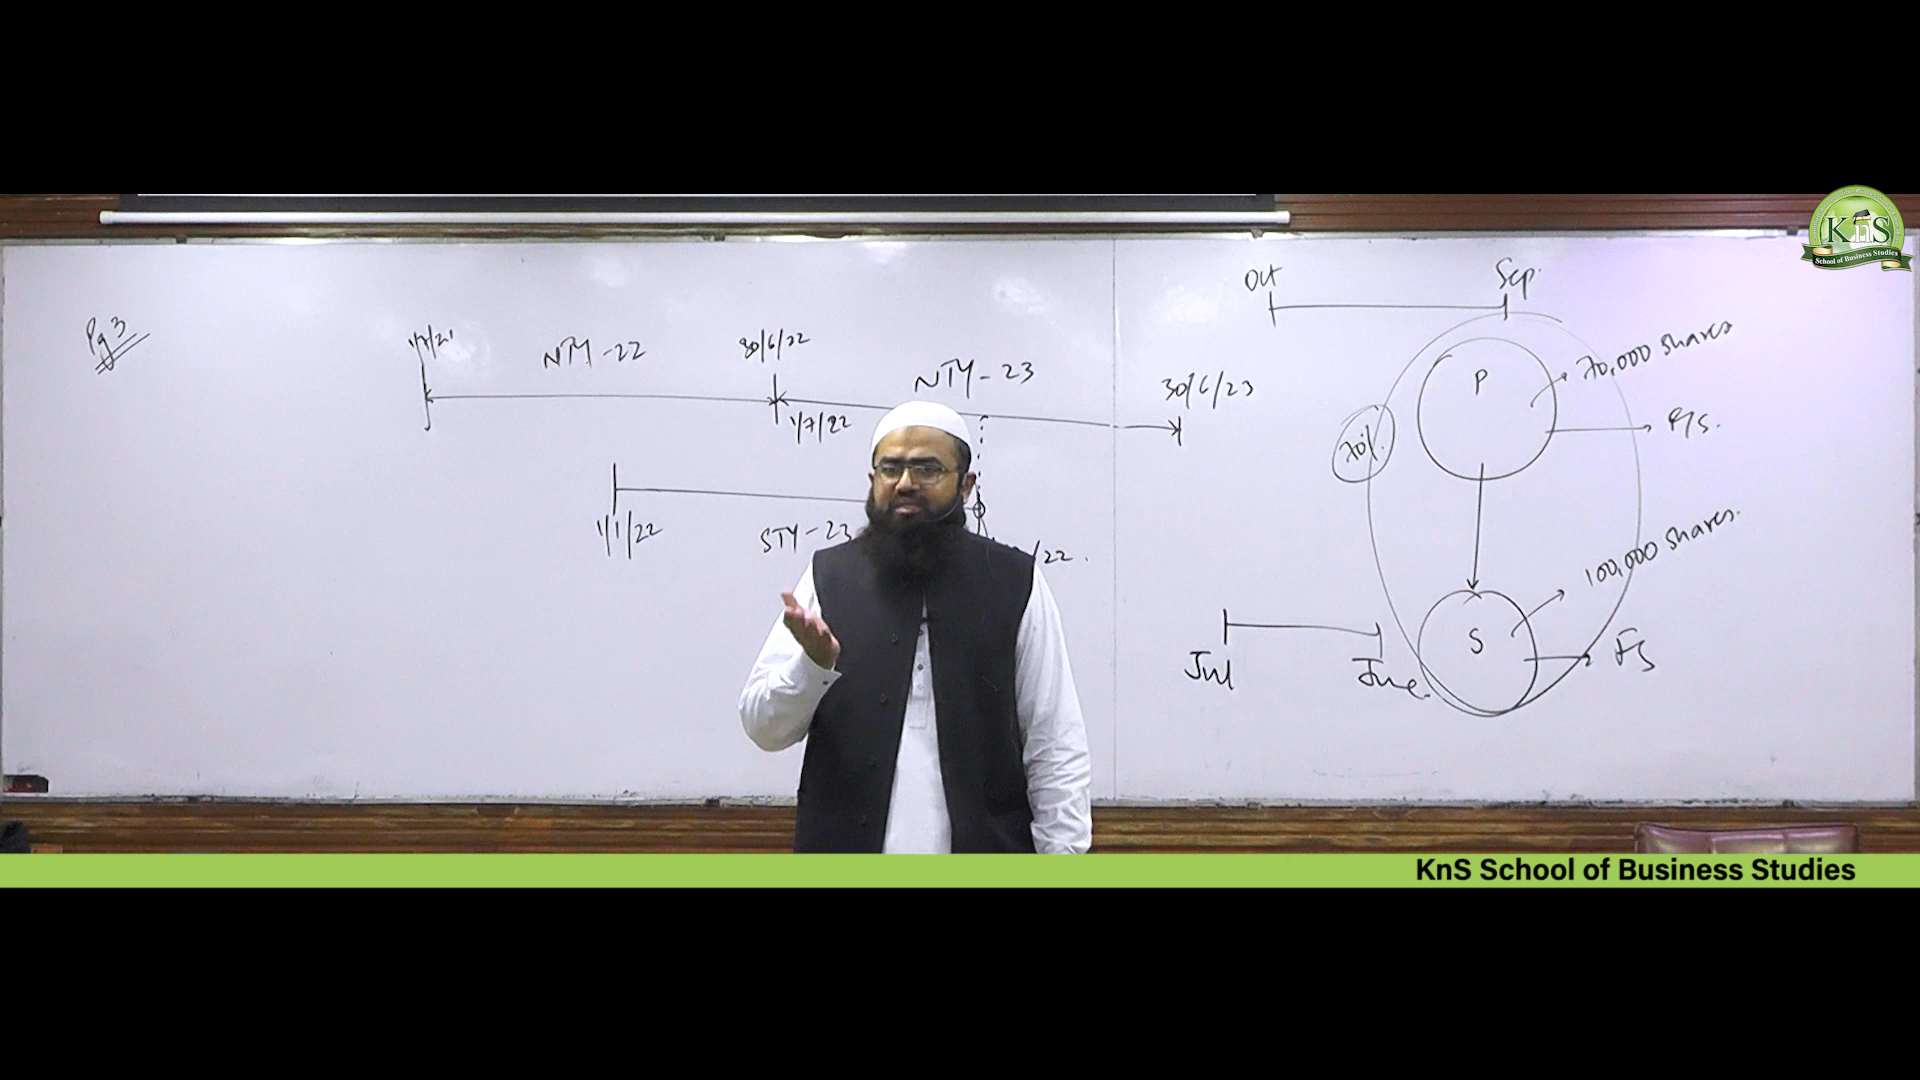 Pg 3
1/7/21
NTY-22
30/6/22
1/7/22
NTY-23
30/6/23
1/1/22
STY-23
/22.
Oct
Sep.
P
70,000 shares
F/S.
70%
S
100,000 shares.
FS
Jul
June.
KnS
School of Business Studies
KnS School of Business Studies